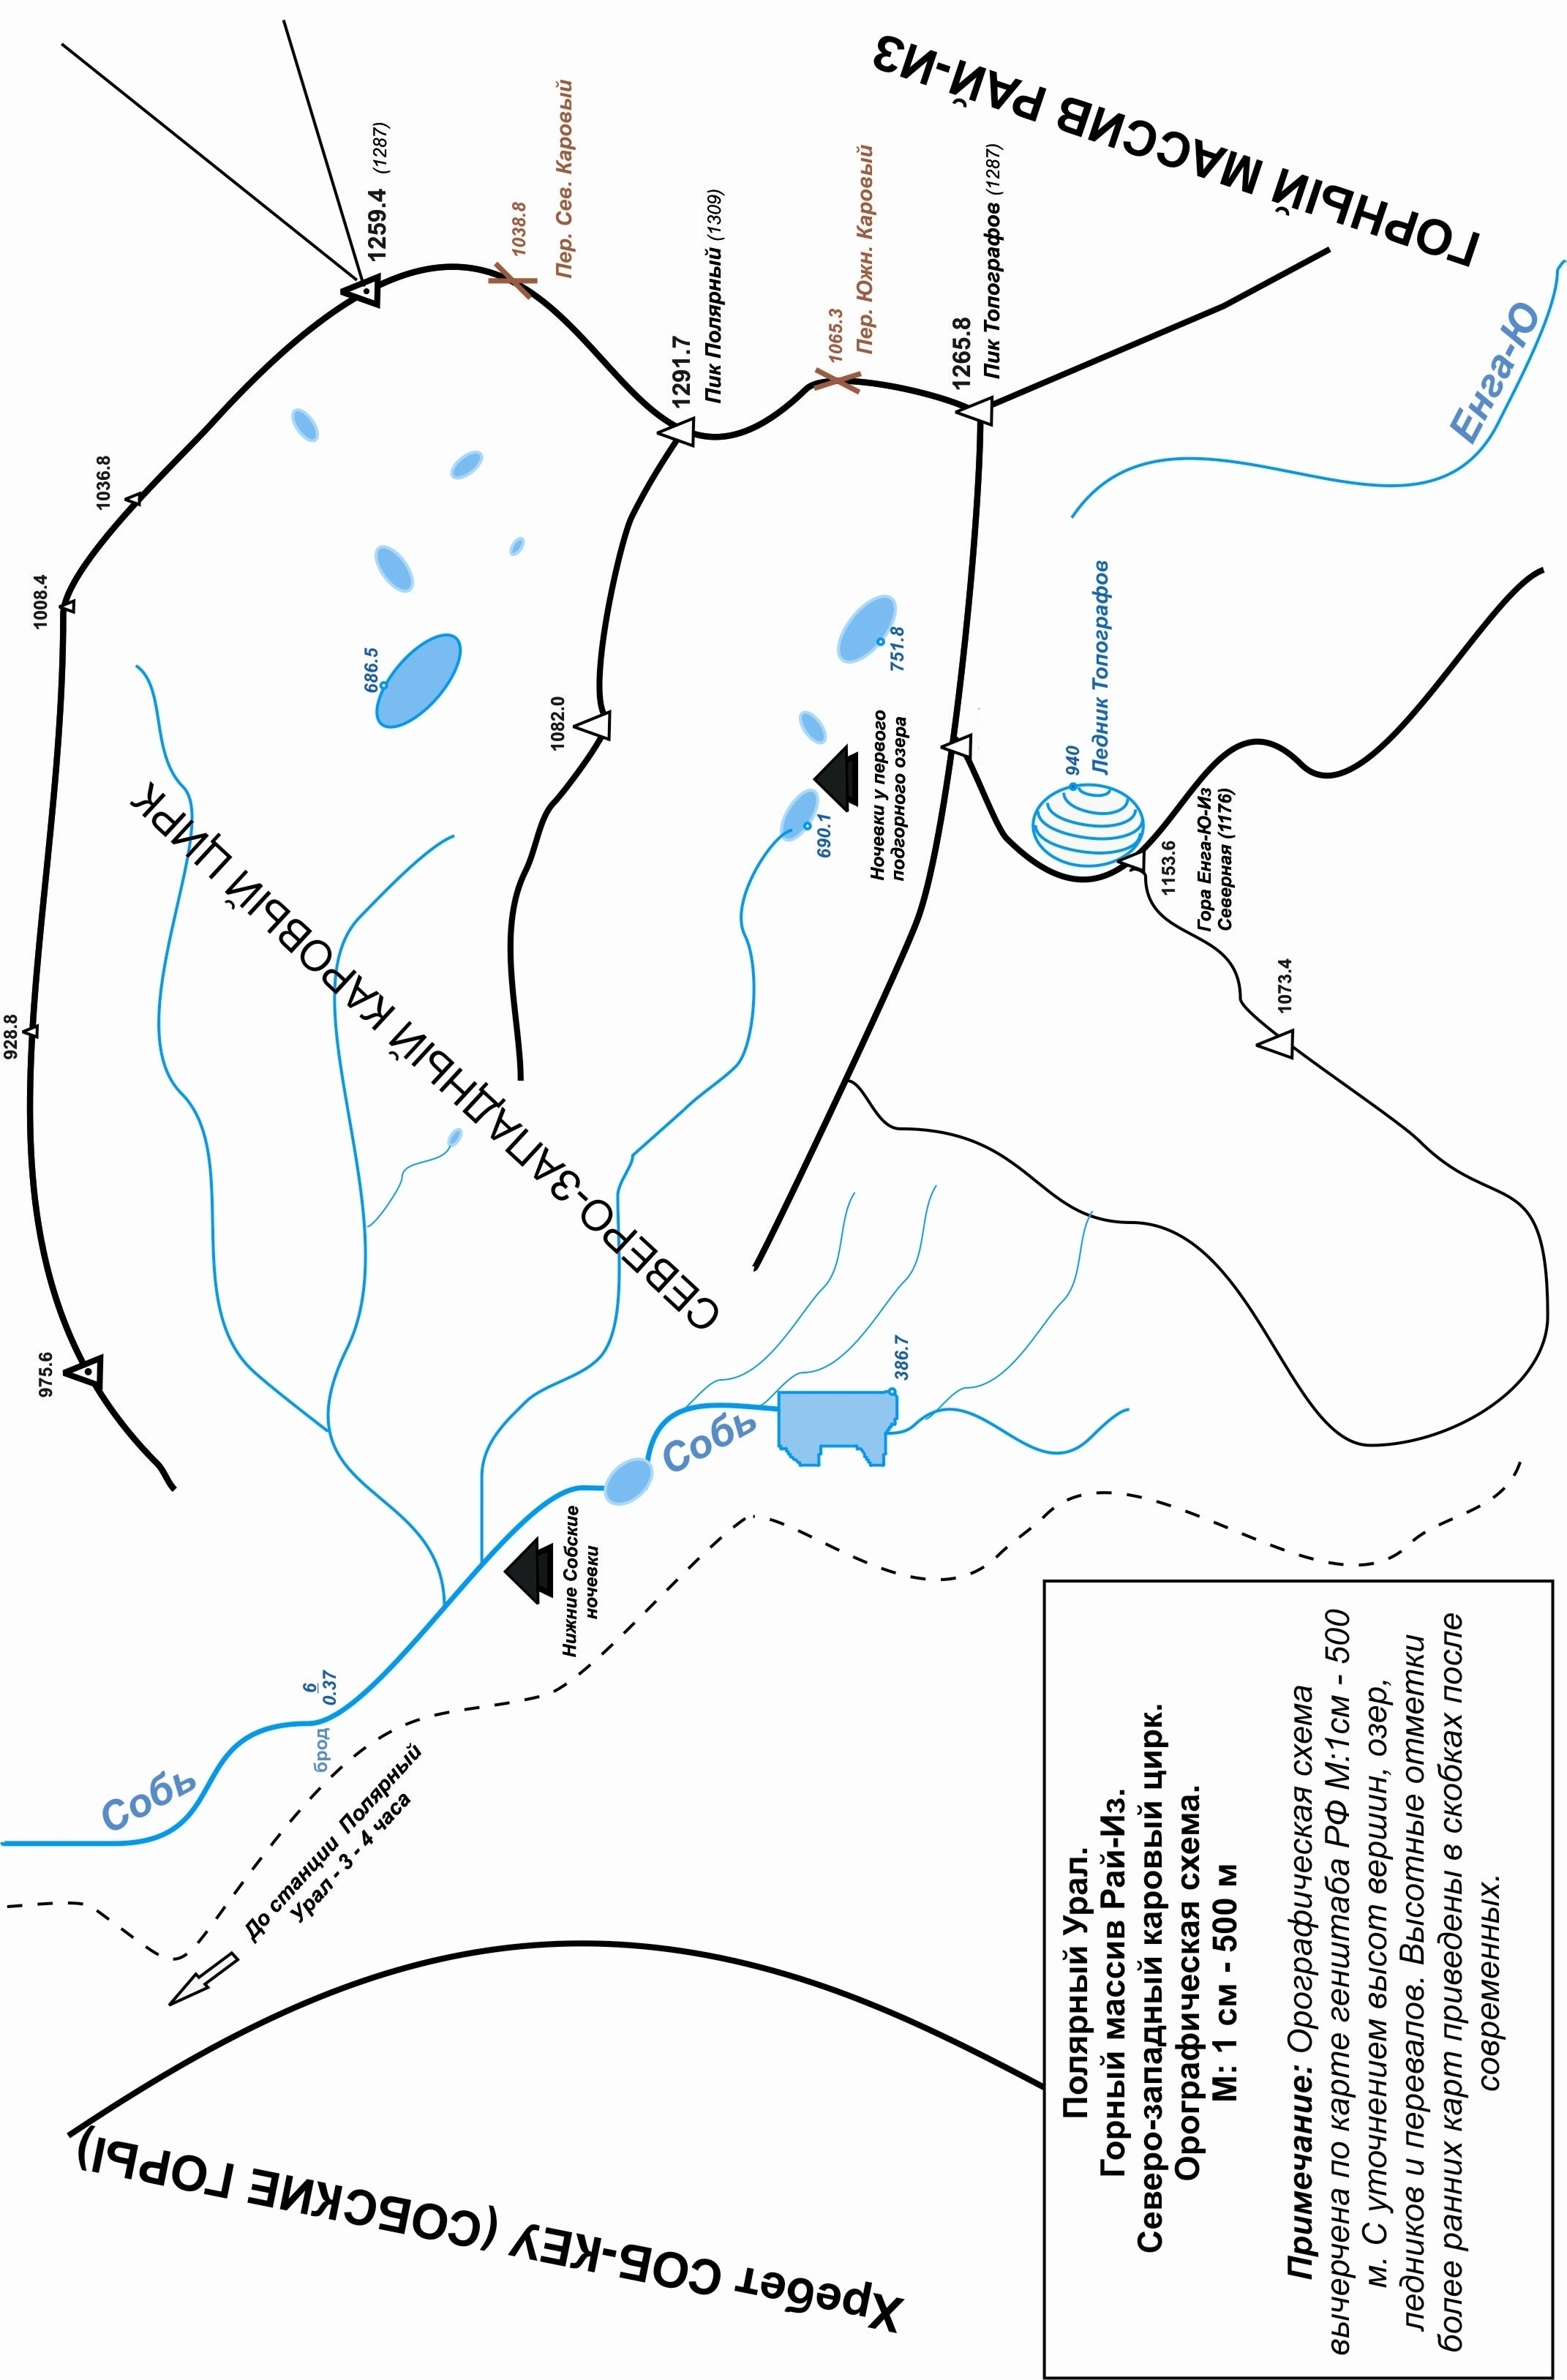 1259.4 (1287)
1038.8
Пер. Сев. Каровый
1291.7
Пик Полярный (1309)
1065.3
Пер. Южн. Каровый
1265.8
Пик Топографов (1287)
ГОРНЫЙ МАССИВ РАЙ-ИЗ
Енга-Ю
1036.8
1008.4
928.8
975.6
686.5
1082.0
751.8
690.1
Ночевки у первого
подгорного озера
940
Ледник Топографов
1153.6
Гора Енга-Ю-Из
Северная (1176)
1073.4
СЕВЕРО-ЗАПАДНЫЙ КАРОВЫЙ ЦИРК
386.7
Собь
Нижние Собские
ночевки
6
0.37
брод
Собь
До станции Полярный
Урал - 3 - 4 часа
Хребет СОБ-КЕУ (СОБСКИЕ ГОРЫ)
Полярный Урал.
Горный массив Рай-Из.
Северо-западный каровый цирк.
Орографическая схема.
М: 1 см - 500 м
Примечание: Орографическая схема
вычерчена по карте генштаба РФ М:1см - 500
м. С уточнением высот вершин, озер,
ледников и перевалов. Высотные отметки
более ранних карт приведены в скобках после
современных.